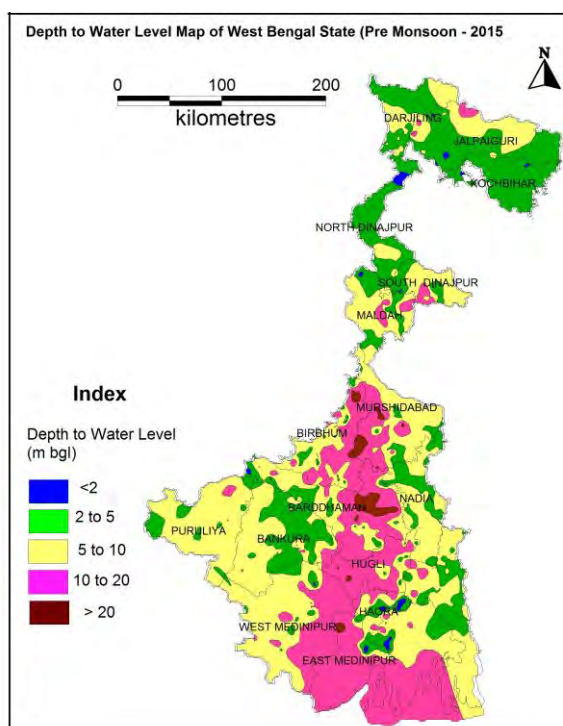 Depth to Water Level Map of West Bengal State (Pre Monsoon - 2015
N
0 100 200
kilometres
DARJILING
JALPAIGURI
KOCHBIHAR
NORTH DINAJPUR
SOUTH DINAJPUR
MALDAH
Index
MURSHIDABAD
BIRBHUM
Depth to Water Level
(m bgl)
<2
2 to 5
5 to 10
10 to 20
> 20
NADIA
BARDDHAMAN
PURULIYA
BANKURA
HUGLI
HAORA
WEST MEDINIPUR
EAST MEDINIPUR